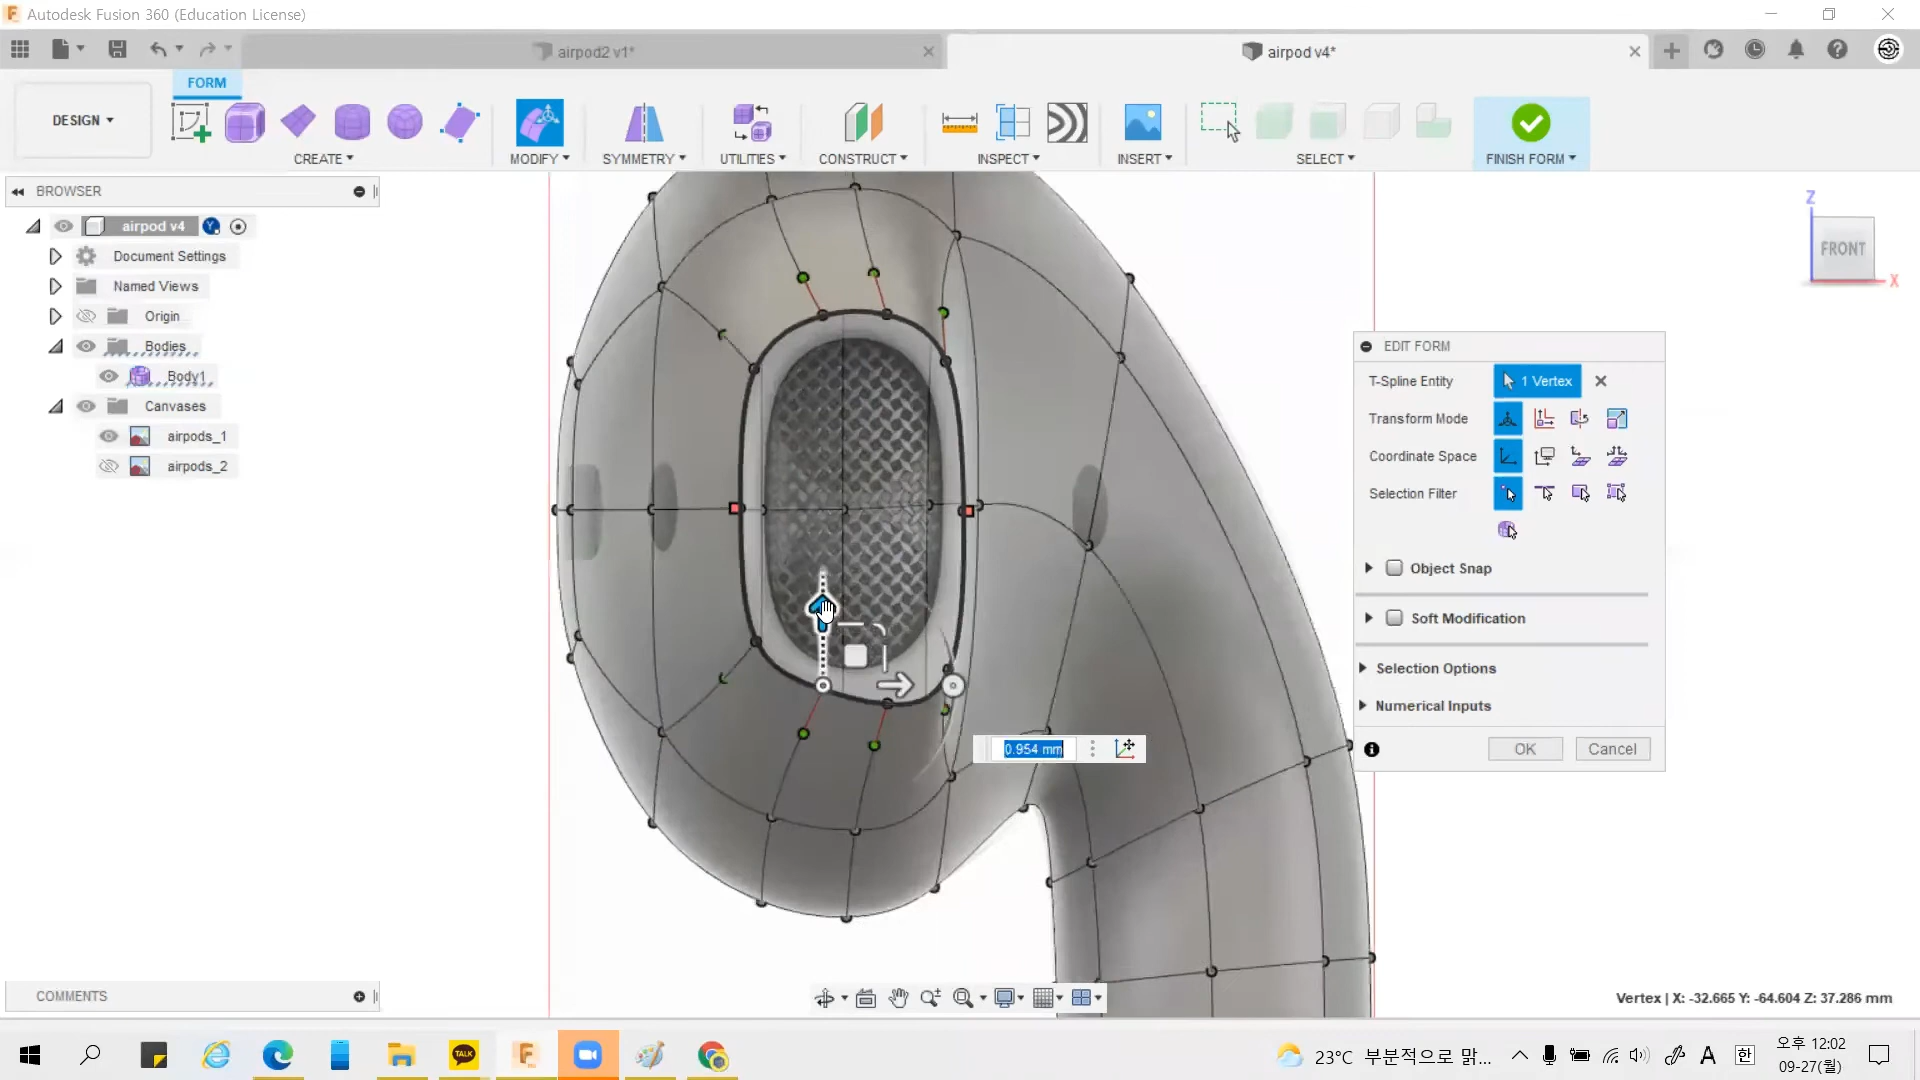 Autodesk Fusion 360 (Education License)
airpod2 v1*
airpod v4*
FORM
DESIGN
CREATE
MODIFY
SYMMETRY
UTILITIES
CONSTRUCT
INSPECT
INSERT
SELECT
FINISH FORM
BROWSER
airpod v4
Document Settings
Named Views
Origin
Bodies
Body1
Canvases
airpods_1
airpods_2
Z
FRONT
X
EDIT FORM
T-Spline Entity
1 Vertex
Transform Mode
Coordinate Space
Selection Filter
Object Snap
Soft Modification
Selection Options
Numerical Inputs
OK
Cancel
0.954 mm
COMMENTS
Vertex | X: -32.665 Y: -64.604 Z: 37.286 mm
TALK
23°C 부분적으로 맑...
A
한
오후 12:02
09-27(월)